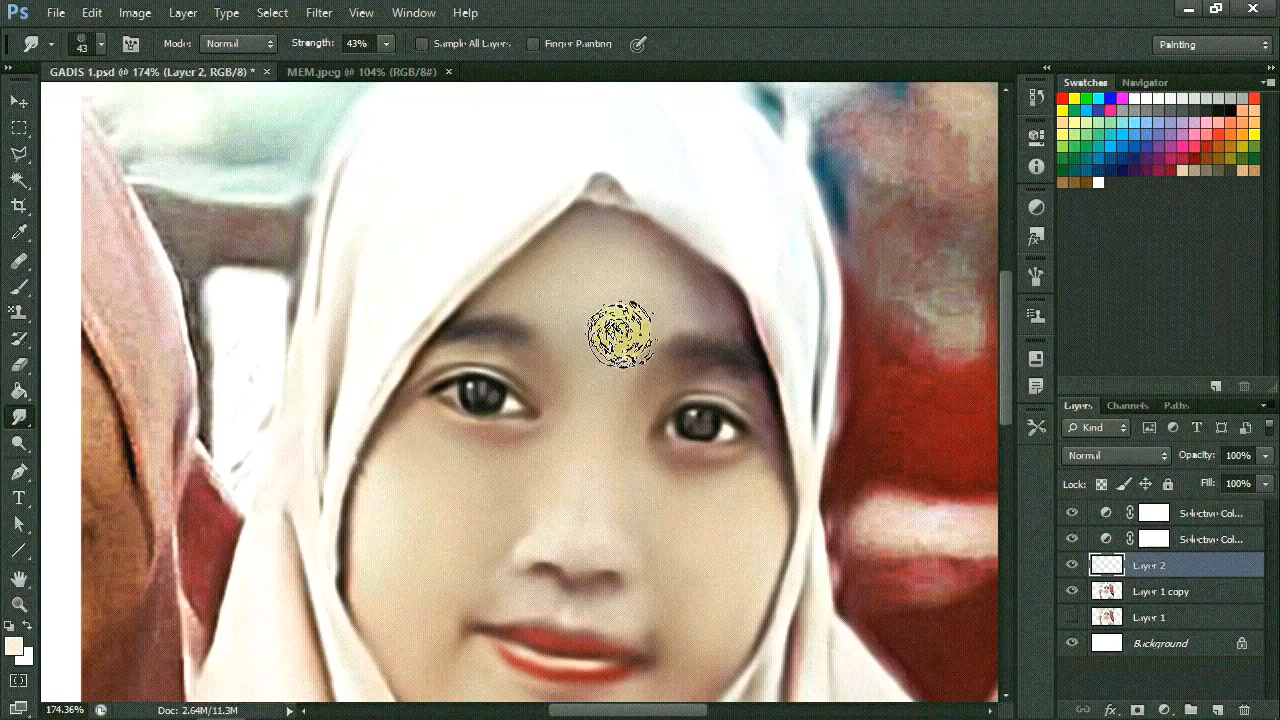 Ps File Edit Image Layer Type Select Filter View Window Help
43 Mode: Normal Strength: 43% Sample All Layers Finger Painting Painting
GADIS 1.psd @ 174% (Layer 2, RGB/8) * × MEM.jpeg @ 104% (RGB/8#) ×
Swatches Navigator
Layers Channels Paths
Kind
Normal Opacity: 100%
Lock: Fill: 100%
Selective Col...
Selective Col...
Layer 2
Layer 1 copy
Layer 1
Background
174.36% Doc: 2.64M/11.3M